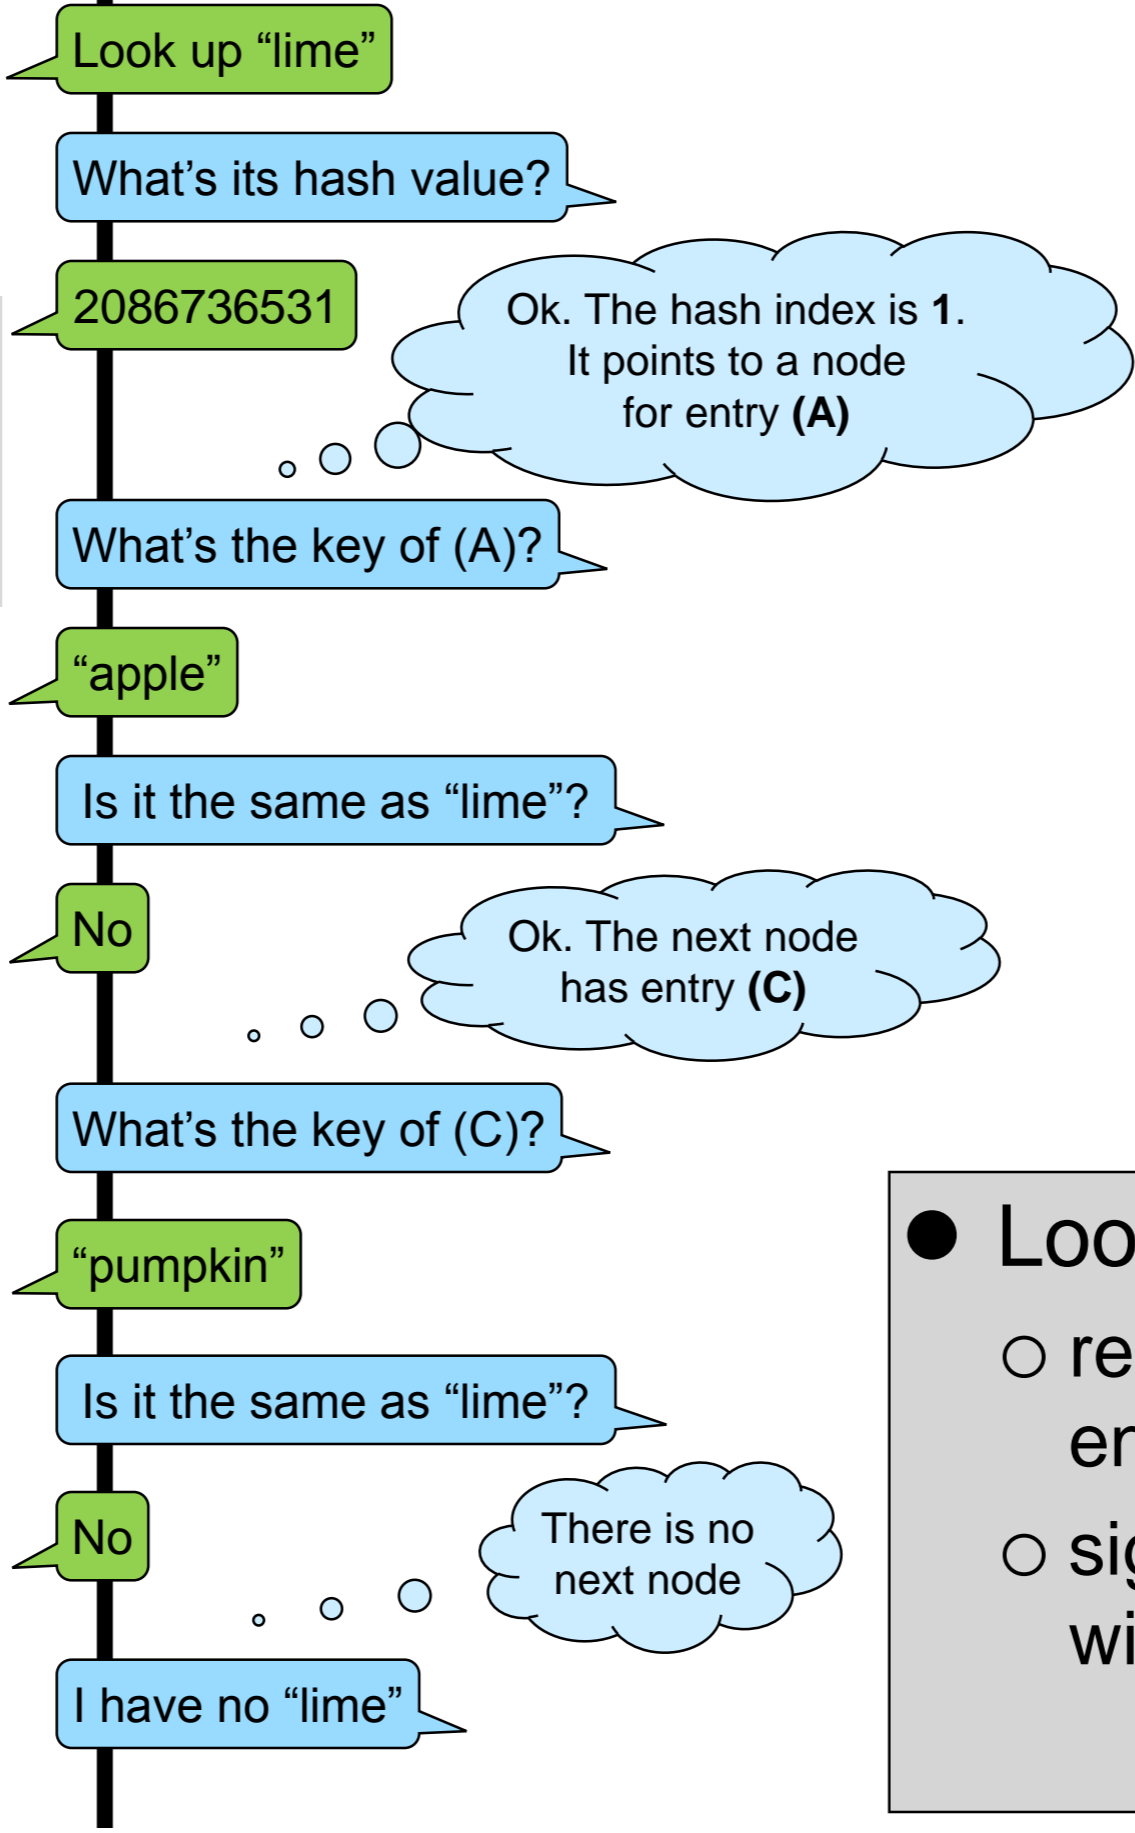 Look up “lime”
What’s its hash value?
2086736531
Ok. The hash index is 1.
It points to a node
for entry (A)
What’s the key of (A)?
“apple”
Is it the same as “lime”?
No
Ok. The next node
has entry (C)
What’s the key of (C)?
“pumpkin”
Is it the same as “lime”?
No
There is no
next node
I have no “lime”